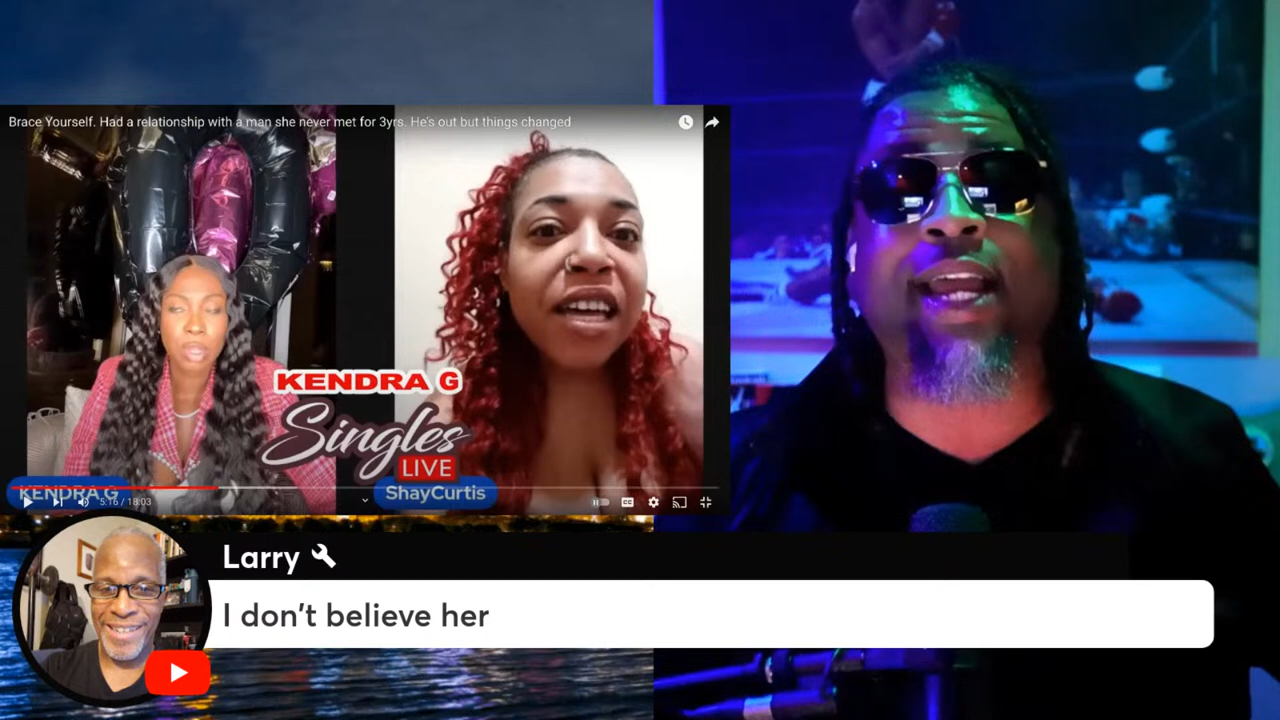 Brace Yourself. Had a relationship with a man she never met for 3yrs. He's out but things changed
KENDRA G
Singles
LIVE
KENDRA G
ShayCurtis
5:16 / 18:03
CC
Larry
I don't believe her